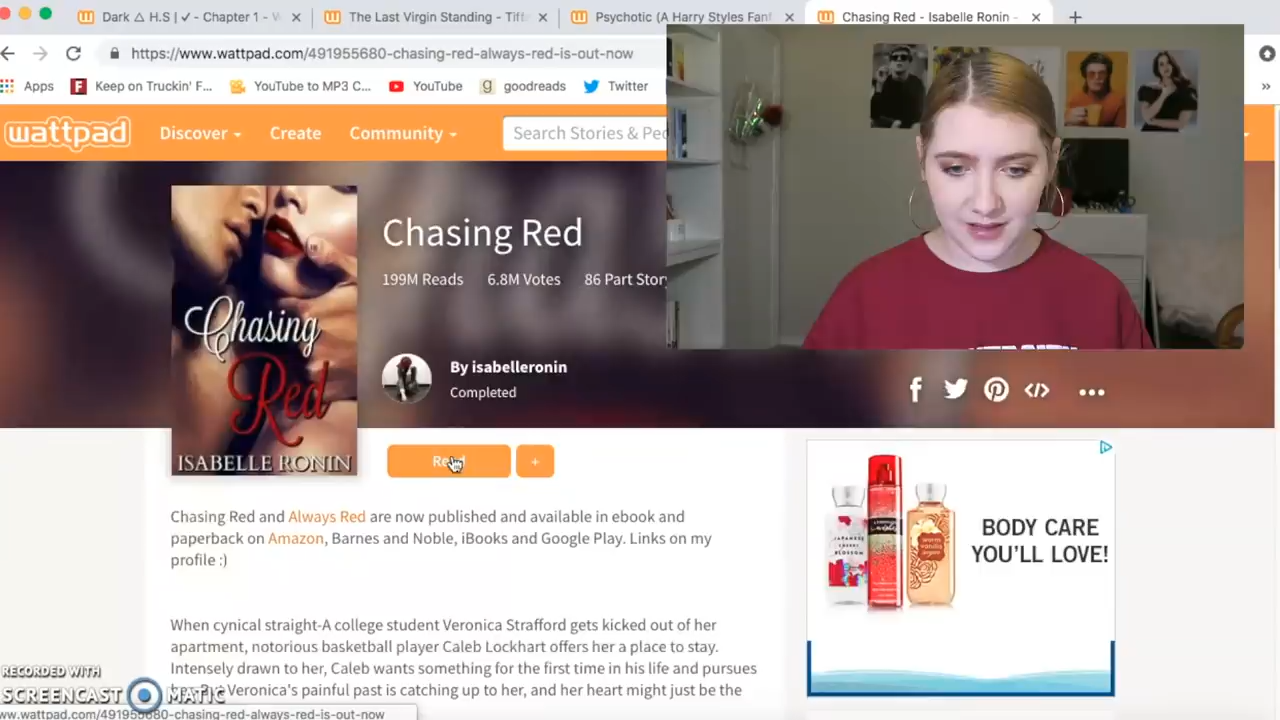 Dark △ H.S | ✓ - Chapter 1 -
The Last Virgin Standing - Tiff
Psychotic (A Harry Styles Fanf
Chasing Red - Isabelle Ronin -
https://www.wattpad.com/491955680-chasing-red-always-red-is-out-now
Apps
Keep on Truckin' F...
YouTube to MP3 C...
YouTube
goodreads
Twitter
wattpad
Discover
Create
Community
Search Stories & Peo
Chasing Red
199M Reads 6.8M Votes 86 Part Story
By isabelleronin
Completed
Chasing
Red
ISABELLE RONIN
+
Chasing Red and Always Red are now published and available in ebook and
paperback on Amazon, Barnes and Noble, iBooks and Google Play. Links on my
profile :)
When cynical straight-A college student Veronica Strafford gets kicked out of her
apartment, notorious basketball player Caleb Lockhart offers her a place to stay.
Intensely drawn to her, Caleb wants something for the first time in his life and pursues
Veronica's painful past is catching up to her, and her heart might just be the
BODY CARE
YOU'LL LOVE!
RECORDED WITH
SCREENCAST MATIC
www.wattpad.com/491955680-chasing-red-always-red-is-out-now